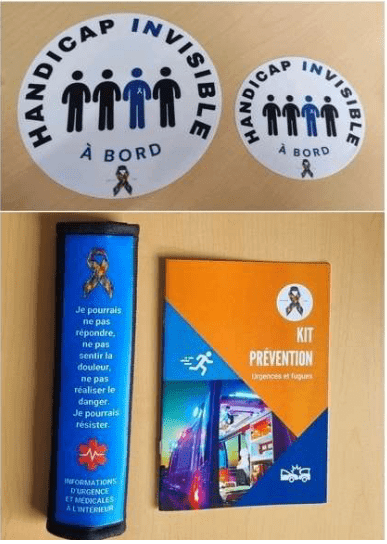 HANDICAP INVISIBLE
À BORD
HANDICAP INVISIBLE
À BORD
Je pourrais
ne pas
répondre,
ne pas
sentir la
douleur,
ne pas
réaliser le
danger.
Je pourrais
résister.
INFORMATIONS
D'URGENCE
ET MÉDICALES
À L'INTÉRIEUR
KIT
PRÉVENTION
Urgences et fugues